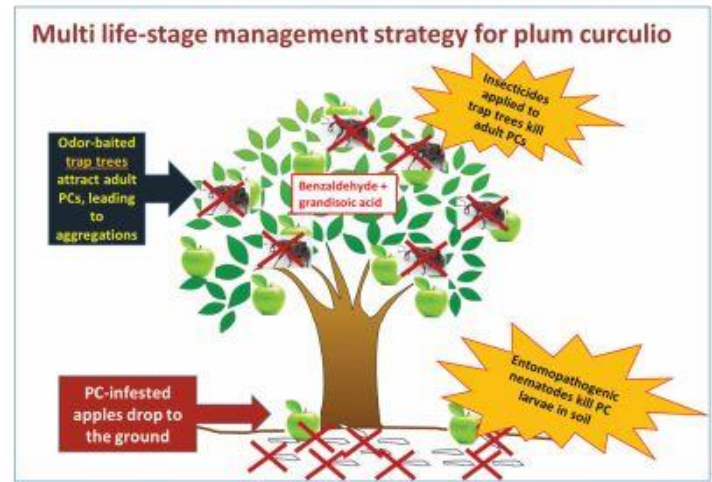 Multi life-stage management strategy for plum curculio
Insecticides
applied to
trap trees kill
adult PCs
Odor-baited
trap trees
attract adult
PCs, leading
to
aggregations
Benzaldehyde +
grandisoic acid
PC-infested
apples drop to
the ground
Entomopathogenic
nematodes kill PC
larvae in soil